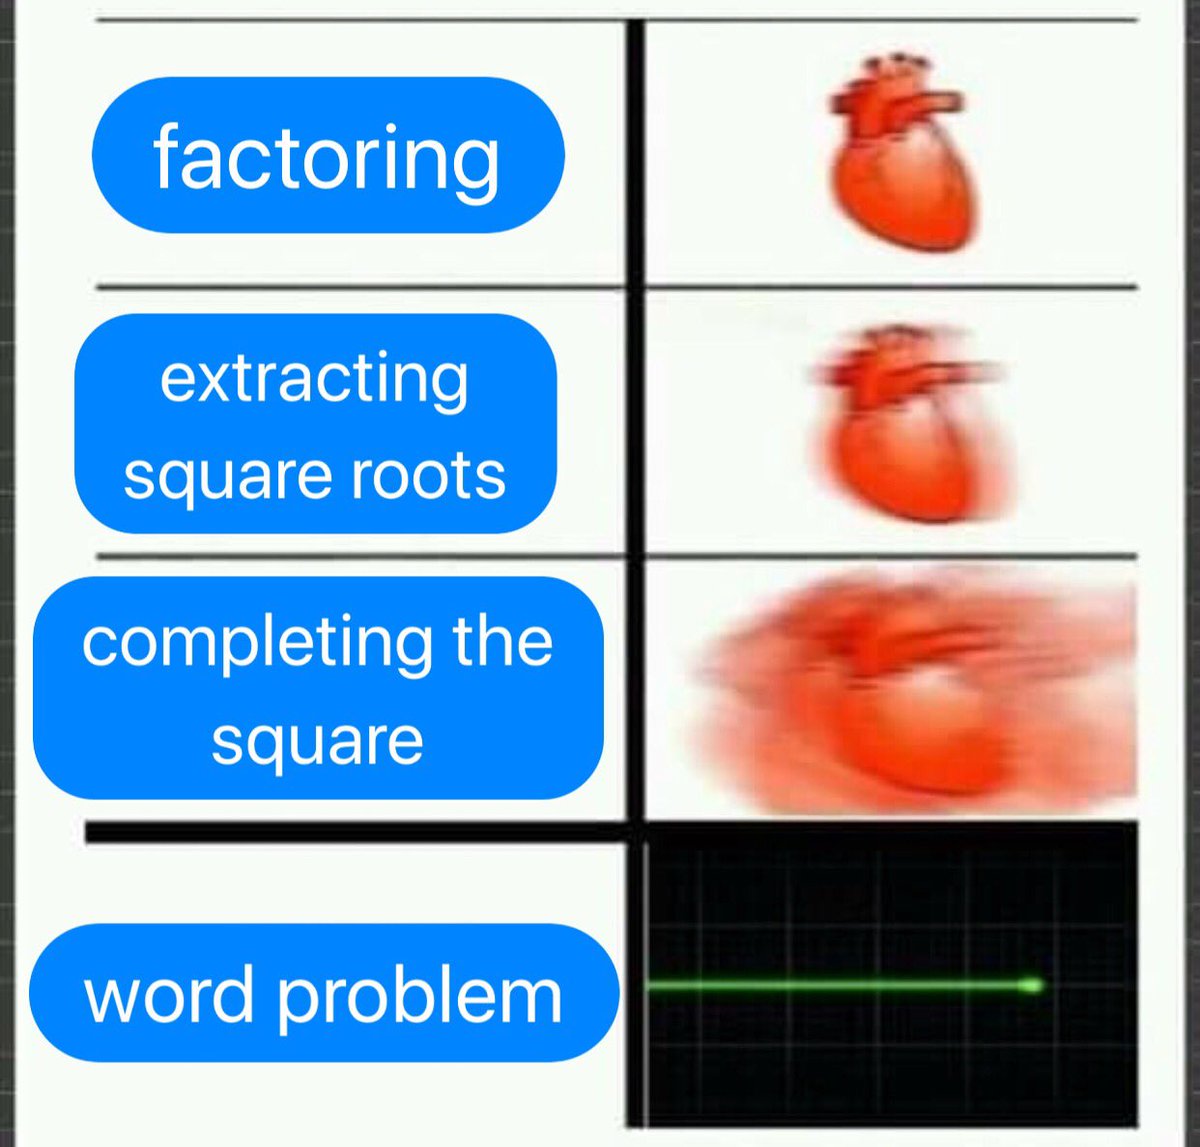 factoring
extracting
square roots
completing the
square
word problem